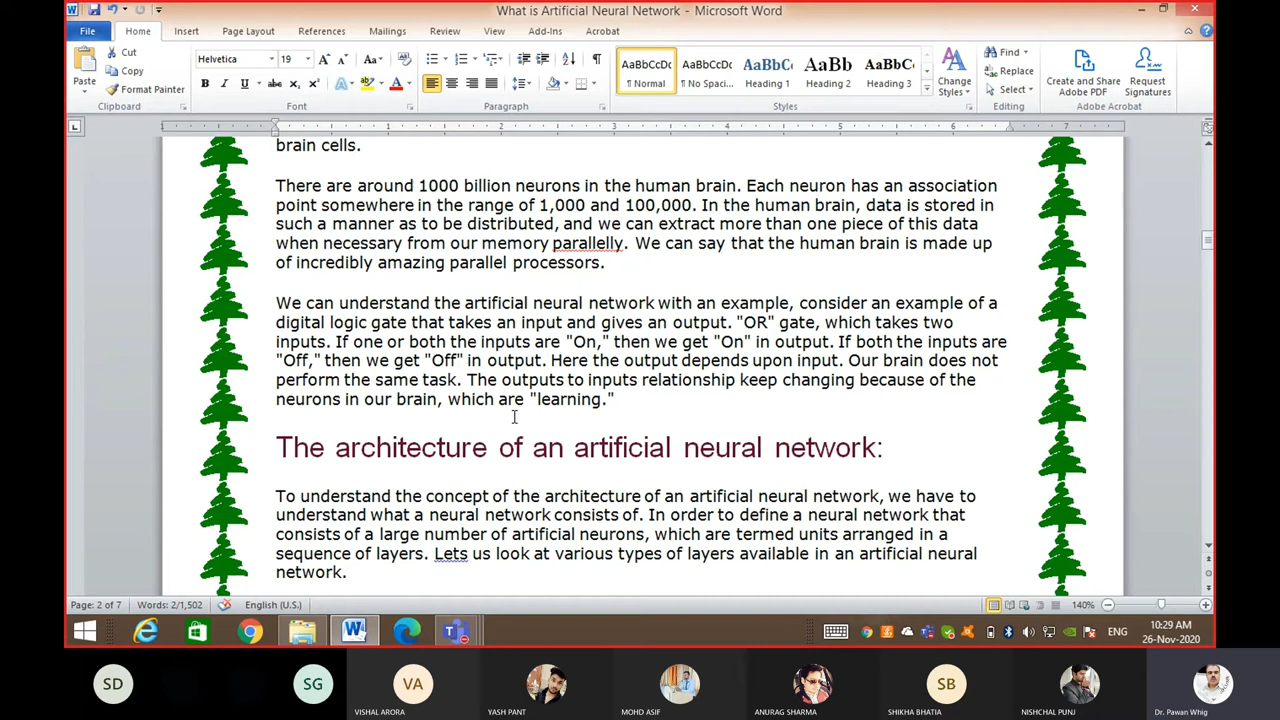 What is Artificial Neural Network - Microsoft Word
File Home Insert Page Layout References Mailings Review View Add-Ins Acrobat
Paste
Cut
Copy
Format Painter
Clipboard
Helvetica 19
Font
Paragraph
AaBbCcDc AaBbCcDc AaBbC AaBb AaBbC
¶ Normal ¶ No Spaci... Heading 1 Heading 2 Heading 3
Change Styles
Styles
Find
Replace
Select
Editing
Create and Share Adobe PDF
Request Signatures
Adobe Acrobat
1 1 2 3 4 5 6 7
brain cells.
There are around 1000 billion neurons in the human brain. Each neuron has an association
point somewhere in the range of 1,000 and 100,000. In the human brain, data is stored in
such a manner as to be distributed, and we can extract more than one piece of this data
when necessary from our memory parallelly. We can say that the human brain is made up
of incredibly amazing parallel processors.
We can understand the artificial neural network with an example, consider an example of a
digital logic gate that takes an input and gives an output. "OR" gate, which takes two
inputs. If one or both the inputs are "On," then we get "On" in output. If both the inputs are
"Off," then we get "Off" in output. Here the output depends upon input. Our brain does not
perform the same task. The outputs to inputs relationship keep changing because of the
neurons in our brain, which are "learning."
The architecture of an artificial neural network:
To understand the concept of the architecture of an artificial neural network, we have to
understand what a neural network consists of. In order to define a neural network that
consists of a large number of artificial neurons, which are termed units arranged in a
sequence of layers. Lets us look at various types of layers available in an artificial neural
network.
Page: 2 of 7 Words: 2/1,502 English (U.S.) 140%
ENG 10:29 AM
26-Nov-2020
SD SG VA SB
VISHAL ARORA YASH PANT MOHD ASIF ANURAG SHARMA SHIKHA BHATIA NISHCHAL PUNJ Dr. Pawan Whig